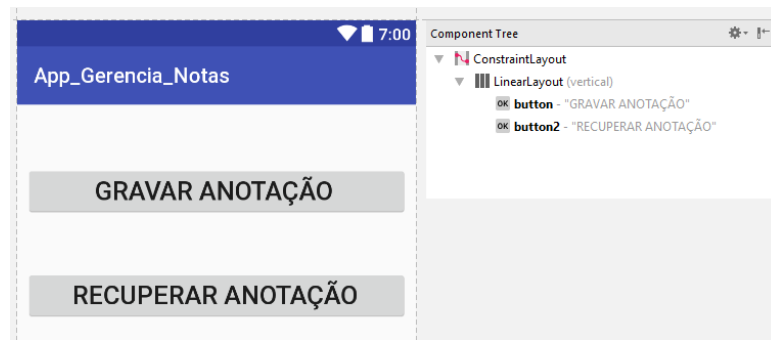 7:00
App_Gerencia_Notas
GRAVAR ANOTAÇÃO
RECUPERAR ANOTAÇÃO
Component Tree
ConstraintLayout
LinearLayout (vertical)
OK button - "GRAVAR ANOTAÇÃO"
OK button2 - "RECUPERAR ANOTAÇÃO"